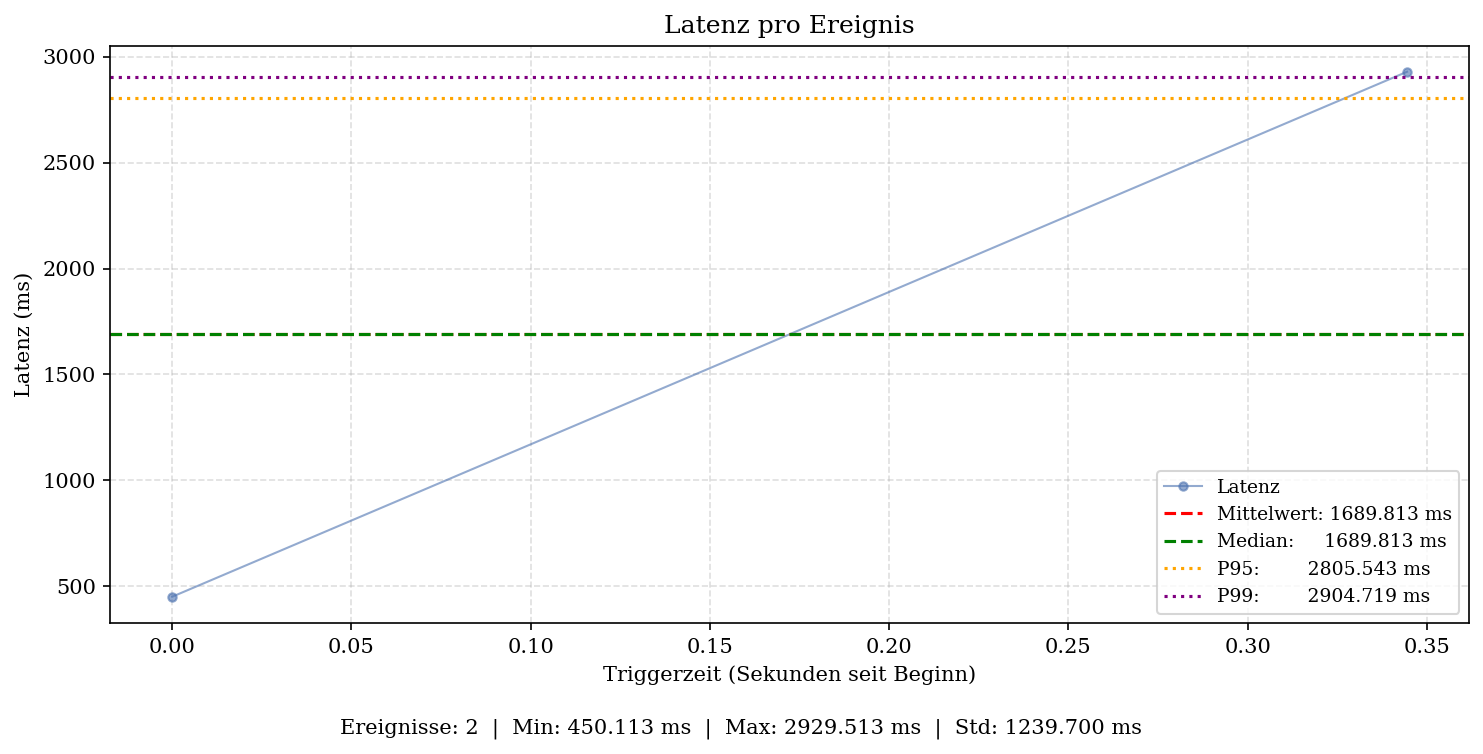 Latenz pro Ereignis
3000
2500
2000
1500
1000
500
Latenz (ms)
Latenz
Mittelwert: 1689.813 ms
Median: 1689.813 ms
P95: 2805.543 ms
P99: 2904.719 ms
0.00 0.05 0.10 0.15 0.20 0.25 0.30 0.35
Triggerzeit (Sekunden seit Beginn)
Ereignisse: 2 | Min: 450.113 ms | Max: 2929.513 ms | Std: 1239.700 ms